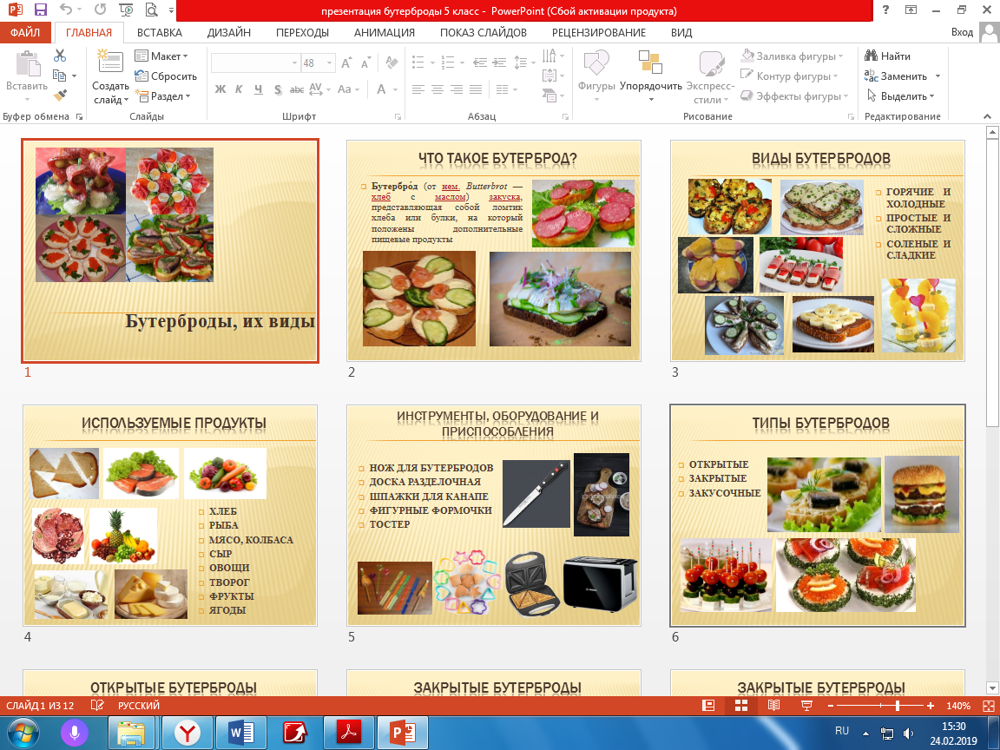 презентация бутерброды 5 класс - PowerPoint (Сбой активации продукта)
ФАЙЛ ГЛАВНАЯ ВСТАВКА ДИЗАЙН ПЕРЕХОДЫ АНИМАЦИЯ ПОКАЗ СЛАЙДОВ РЕЦЕНЗИРОВАНИЕ ВИД Вход
Вставить
Буфер обмена
Создать слайд
Макет
Сбросить
Раздел
Слайды
48
Ж К Ч S abc AV Aa A
Шрифт
Абзац
Фигуры
Упорядочить
Экспресс-стили
Заливка фигуры
Контур фигуры
Эффекты фигуры
Рисование
Найти
Заменить
Выделить
Редактирование
Бутерброды, их виды
1
ЧТО ТАКОЕ БУТЕРБРОД?
Бутербро́д (от нем. Butterbrot —
хлеб с маслом) закуска,
представляющая собой ломтик
хлеба или булки, на который
положены дополнительные
пищевые продукты
2
ВИДЫ БУТЕРБРОДОВ
ГОРЯЧИЕ И
ХОЛОДНЫЕ
ПРОСТЫЕ И
СЛОЖНЫЕ
СОЛЕНЫЕ И
СЛАДКИЕ
3
ИСПОЛЬЗУЕМЫЕ ПРОДУКТЫ
ХЛЕБ
РЫБА
МЯСО, КОЛБАСА
СЫР
ОВОЩИ
ТВОРОГ
ФРУКТЫ
ЯГОДЫ
4
ИНСТРУМЕНТЫ, ОБОРУДОВАНИЕ И
ПРИСПОСОБЛЕНИЯ
НОЖ ДЛЯ БУТЕРБРОДОВ
ДОСКА РАЗДЕЛОЧНАЯ
ШПАЖКИ ДЛЯ КАНАПЕ
ФИГУРНЫЕ ФОРМОЧКИ
ТОСТЕР
5
ТИПЫ БУТЕРБРОДОВ
ОТКРЫТЫЕ
ЗАКРЫТЫЕ
ЗАКУСОЧНЫЕ
6
ОТКРЫТЫЕ БУТЕРБРОДЫ
ЗАКРЫТЫЕ БУТЕРБРОДЫ
ЗАКРЫТЫЕ БУТЕРБРОДЫ
СЛАЙД 1 ИЗ 12 РУССКИЙ 140%
RU 15:30
24.02.2019